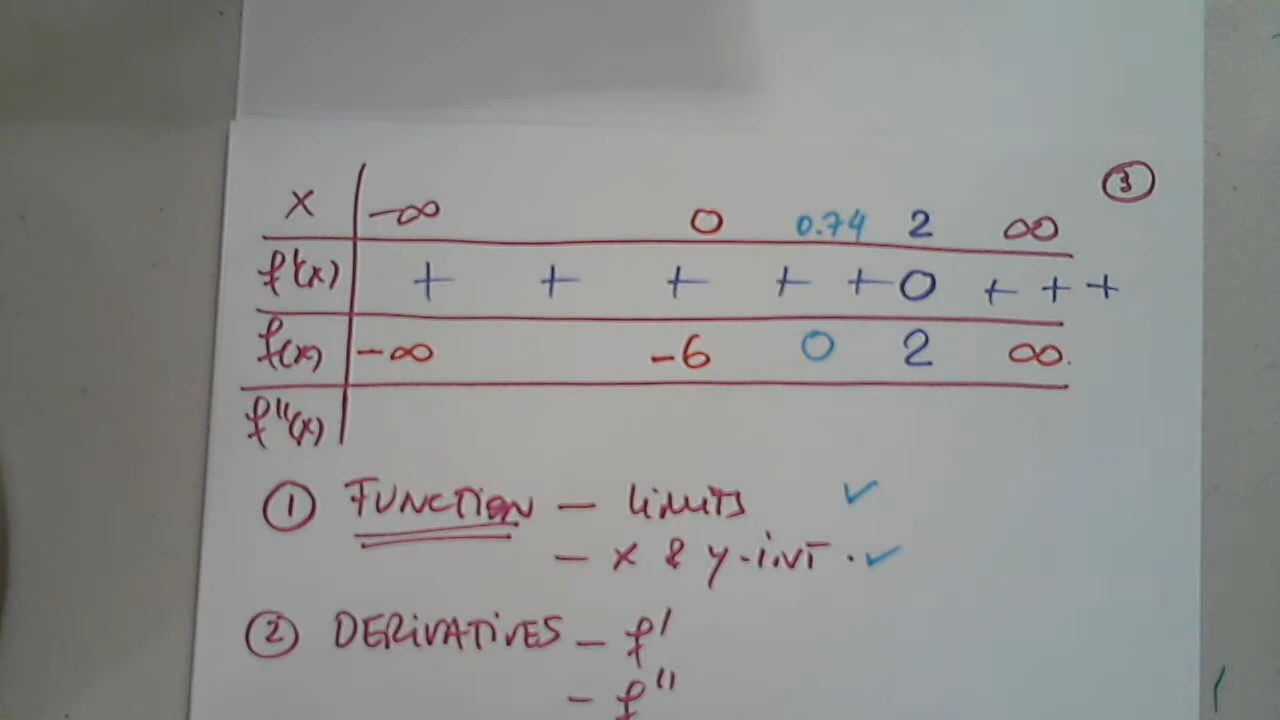 ③
x -∞ 0 0.74 2 ∞
f'(x) + + + + + 0 + + +
f(x) -∞ -6 0 2 ∞.
f''(x)
① FUNCTION - limits ✓
- x & y-int. ✓
② DERIVATIVES - f'
- f''